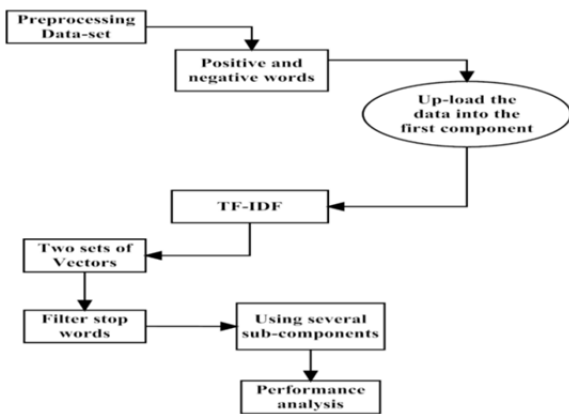 Preprocessing
Data-set
Positive and
negative words
Up-load the
data into the
first component
TF-IDF
Two sets of
Vectors
Filter stop
words
Using several
sub-components
Performance
analysis